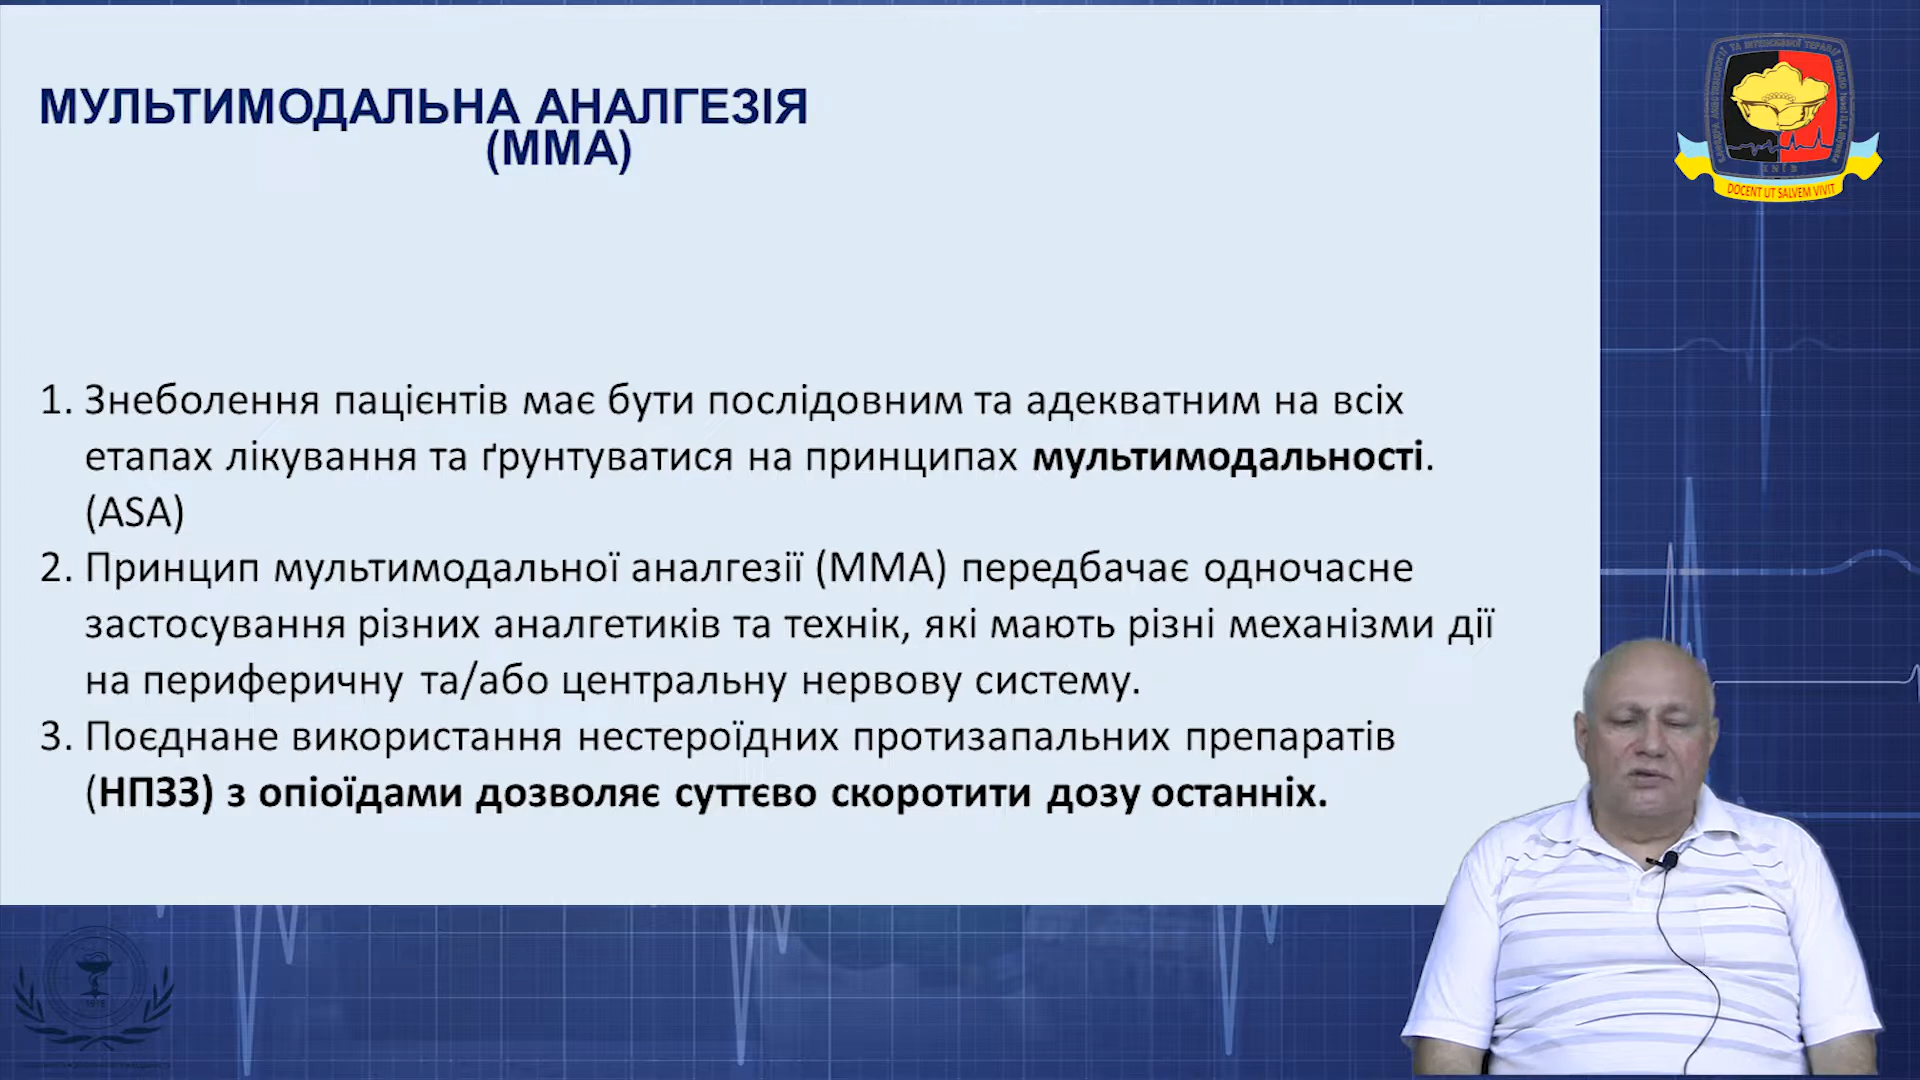 МУЛЬТИМОДАЛЬНА АНАЛГЕЗІЯ
(ММА)
1. Знеболення пацієнтів має бути послідовним та адекватним на всіх
етапах лікування та ґрунтуватися на принципах мультимодальності.
(ASA)
2. Принцип мультимодальної аналгезії (ММА) передбачає одночасне
застосування різних аналгетиків та технік, які мають різні механізми дії
на периферичну та/або центральну нервову систему.
3. Поєднане використання нестероїдних протизапальних препаратів
(НПЗЗ) з опіоїдами дозволяє суттєво скоротити дозу останніх.
DOCENT UT SALVEM VIVIT
КИЇВ
1918